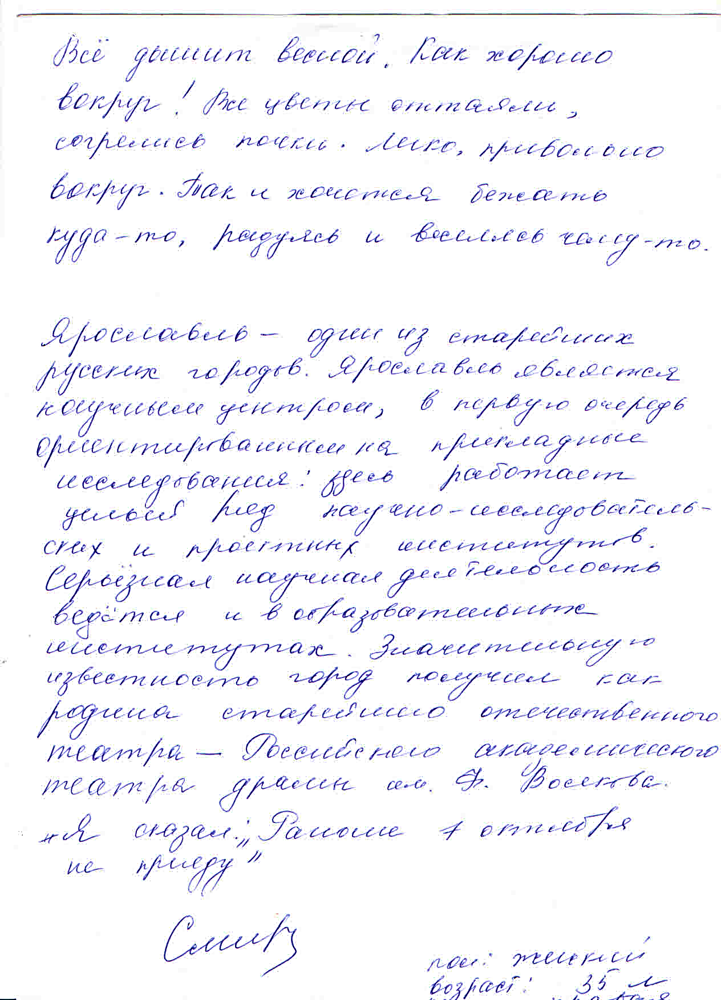 Всё дышит весной. Как хорошо
вокруг! Все цветы оттаяли,
согрелись почки. Легко, привольно
вокруг. Так и хочется бежать
куда-то, радуясь и веселясь чему-то.
Ярославль – один из старейших
русских городов. Ярославль является
научным центром, в первую очередь
ориентированным на прикладные
исследования: здесь работает
целый ряд научно-исследователь-
ских и проектных институтов.
Серьёзная научная деятельность
ведётся и в образовательных
институтах. Значительную
известность город получил как
родина старейшего отечественного
театра – Российского академического
театра драмы им. Ф. Волкова.
Я сказал: „Раньше 1 октября
не приеду"
пол: женский
возраст: 35 л